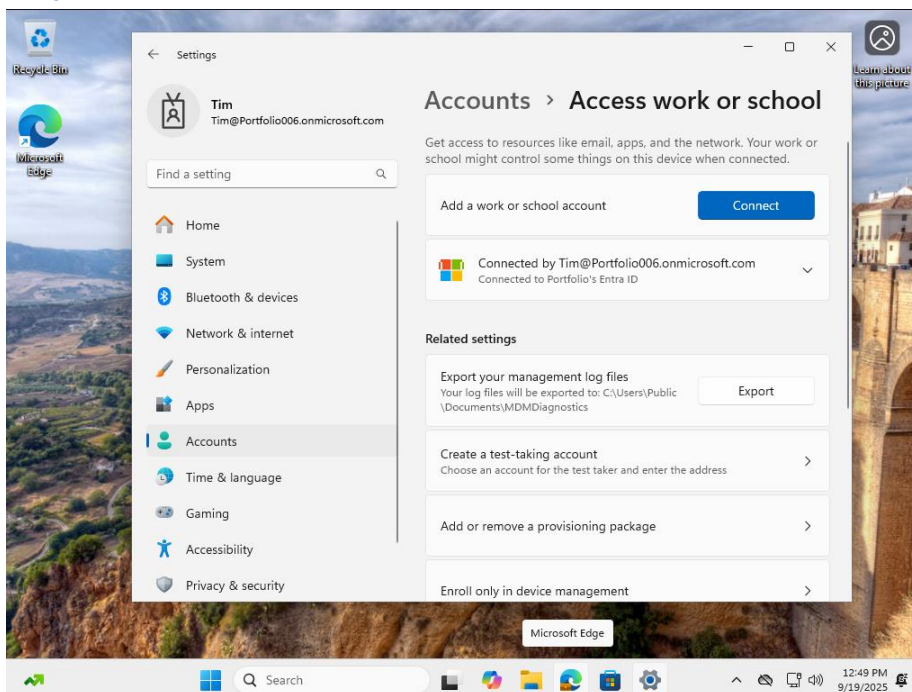 Recycle Bin
Microsoft
Edge
Learn about
this picture
Settings
Tim
Tim@Portfolio006.onmicrosoft.com
Find a setting
Home
System
Bluetooth & devices
Network & internet
Personalization
Apps
Accounts
Time & language
Gaming
Accessibility
Privacy & security
Accounts > Access work or school
Get access to resources like email, apps, and the network. Your work or
school might control some things on this device when connected.
Add a work or school account
Connect
Connected by Tim@Portfolio006.onmicrosoft.com
Connected to Portfolio's Entra ID
Related settings
Export your management log files
Your log files will be exported to: C:\Users\Public
\Documents\MDMDiagnostics
Export
Create a test-taking account
Choose an account for the test taker and enter the address
Add or remove a provisioning package
Enroll only in device management
Microsoft Edge
Search
12:49 PM
9/19/2025